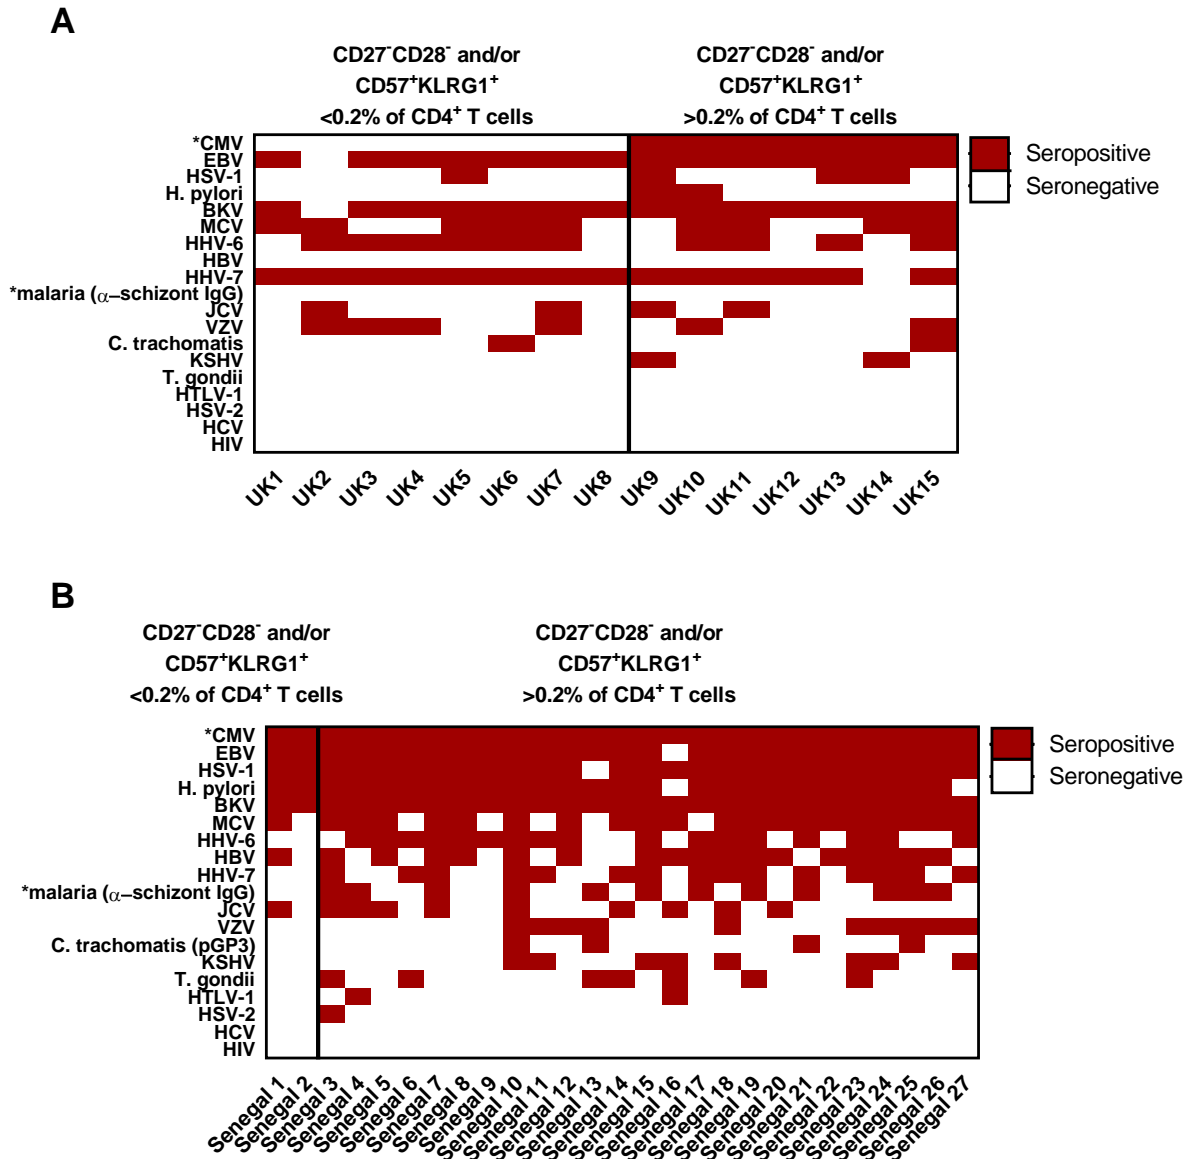 A
CD27⁻CD28⁻ and/or
CD57⁺KLRG1⁺
<0.2% of CD4⁺ T cells
CD27⁻CD28⁻ and/or
CD57⁺KLRG1⁺
>0.2% of CD4⁺ T cells
*CMV
EBV
HSV-1
H. pylori
BKV
MCV
HHV-6
HBV
HHV-7
*malaria (α–schizont IgG)
JCV
VZV
C. trachomatis
KSHV
T. gondii
HTLV-1
HSV-2
HCV
HIV
Seropositive
Seronegative
UK1
UK2
UK3
UK4
UK5
UK6
UK7
UK8
UK9
UK10
UK11
UK12
UK13
UK14
UK15
B
CD27⁻CD28⁻ and/or
CD57⁺KLRG1⁺
<0.2% of CD4⁺ T cells
CD27⁻CD28⁻ and/or
CD57⁺KLRG1⁺
>0.2% of CD4⁺ T cells
*CMV
EBV
HSV-1
H. pylori
BKV
MCV
HHV-6
HBV
HHV-7
*malaria (α–schizont IgG)
JCV
VZV
C. trachomatis (pGP3)
KSHV
T. gondii
HTLV-1
HSV-2
HCV
HIV
Seropositive
Seronegative
Senegal 1
Senegal 2
Senegal 3
Senegal 4
Senegal 5
Senegal 6
Senegal 7
Senegal 8
Senegal 9
Senegal 10
Senegal 11
Senegal 12
Senegal 13
Senegal 14
Senegal 15
Senegal 16
Senegal 17
Senegal 18
Senegal 19
Senegal 20
Senegal 21
Senegal 22
Senegal 23
Senegal 24
Senegal 25
Senegal 26
Senegal 27